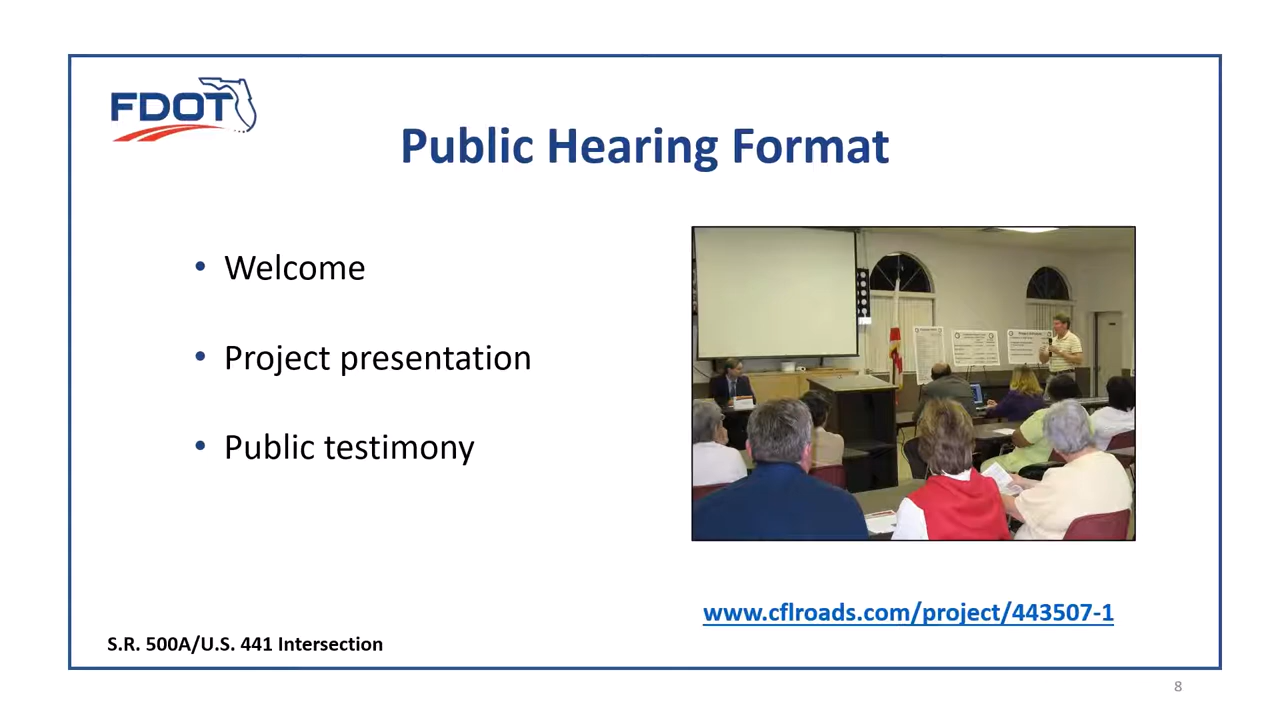 FDOT
Public Hearing Format
• Welcome
• Project presentation
• Public testimony
www.cflroads.com/project/443507-1
S.R. 500A/U.S. 441 Intersection
8